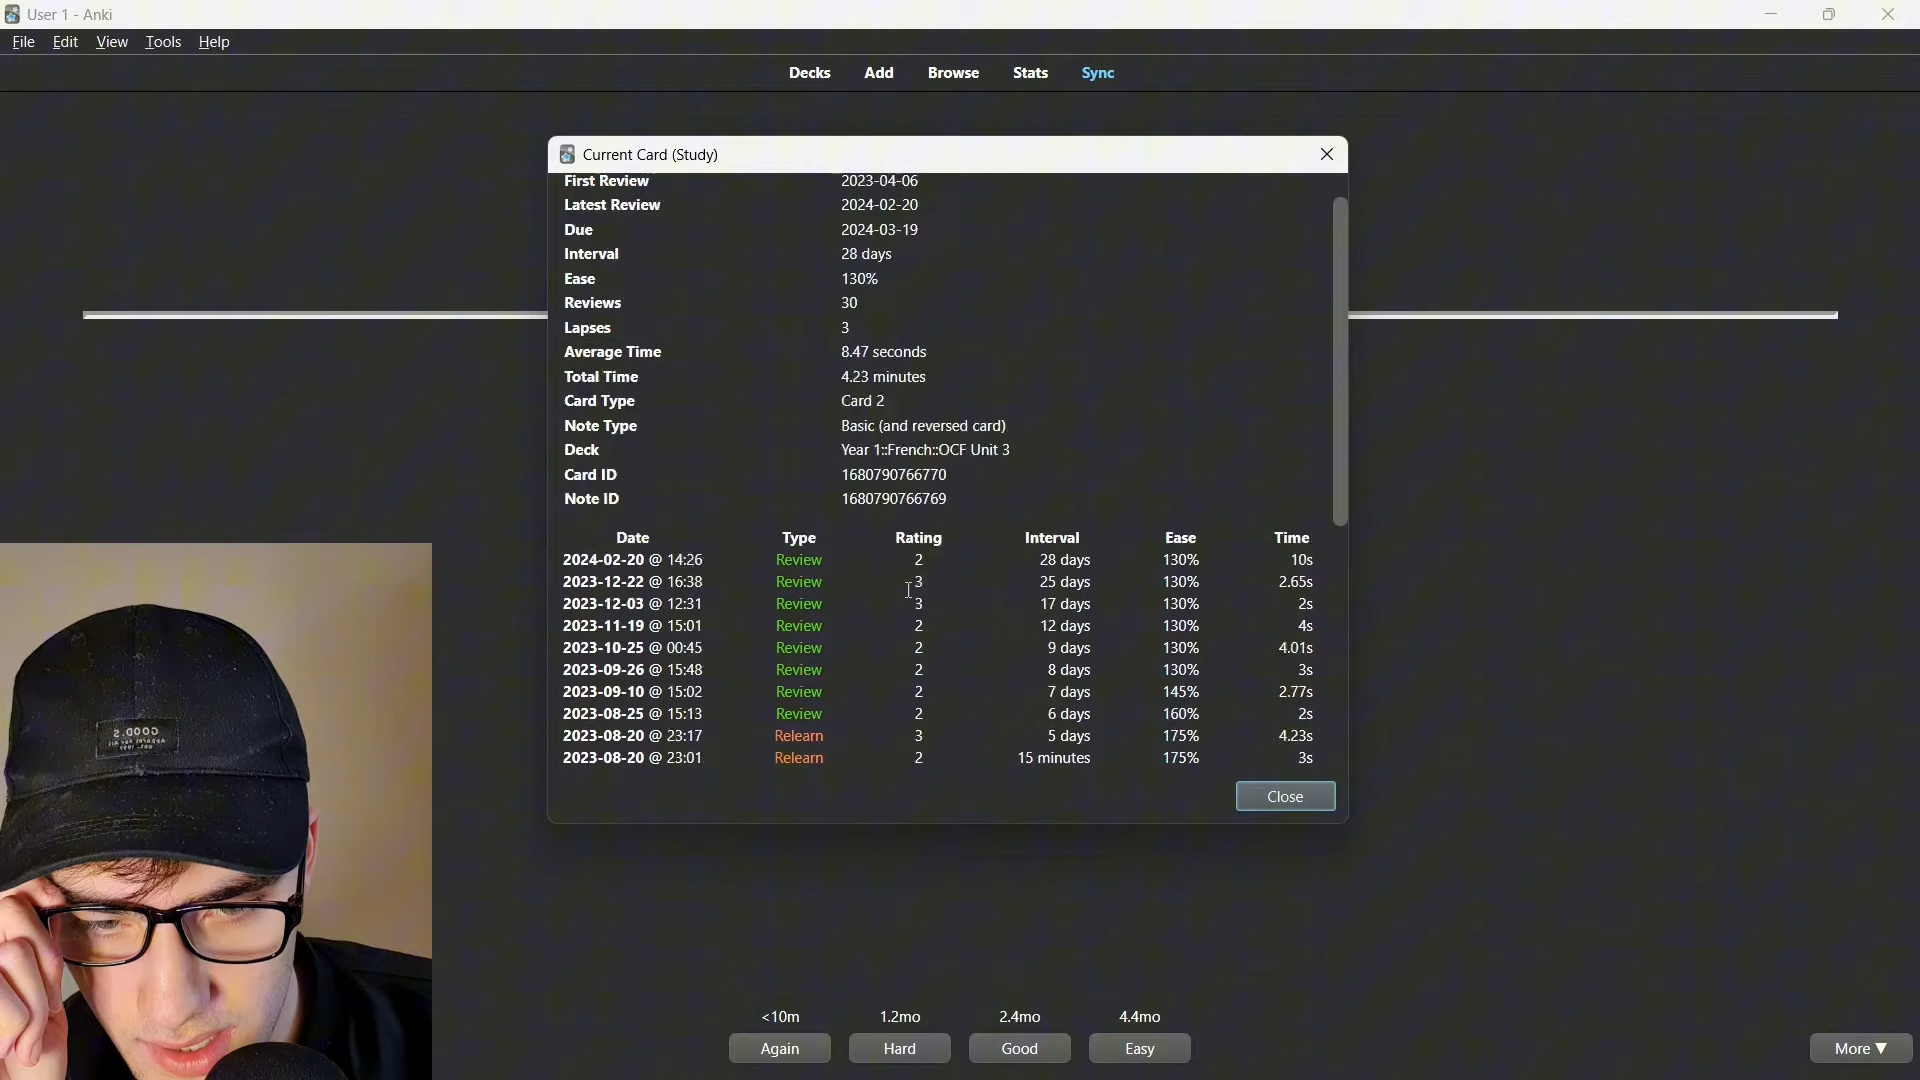 User 1 - Anki
File Edit View Tools Help
Decks Add Browse Stats Sync
Current Card (Study)
First Review 2023-04-06
Latest Review 2024-02-20
Due 2024-03-19
Interval 28 days
Ease 130%
Reviews 30
Lapses 3
Average Time 8.47 seconds
Total Time 4.23 minutes
Card Type Card 2
Note Type Basic (and reversed card)
Deck Year 1::French::OCF Unit 3
Card ID 1680790766770
Note ID 1680790766769
Date Type Rating Interval Ease Time
2024-02-20 @ 14:26 Review 2 28 days 130% 10s
2023-12-22 @ 16:38 Review 3 25 days 130% 2.65s
2023-12-03 @ 12:31 Review 3 17 days 130% 2s
2023-11-19 @ 15:01 Review 2 12 days 130% 4s
2023-10-25 @ 00:45 Review 2 9 days 130% 4.01s
2023-09-26 @ 15:48 Review 2 8 days 130% 3s
2023-09-10 @ 15:02 Review 2 7 days 145% 2.77s
2023-08-25 @ 15:13 Review 2 6 days 160% 2s
2023-08-20 @ 23:17 Relearn 3 5 days 175% 4.23s
2023-08-20 @ 23:01 Relearn 2 15 minutes 175% 3s
Close
GOOD.S
<10m 1.2mo 2.4mo 4.4mo
Again Hard Good Easy
More ▼